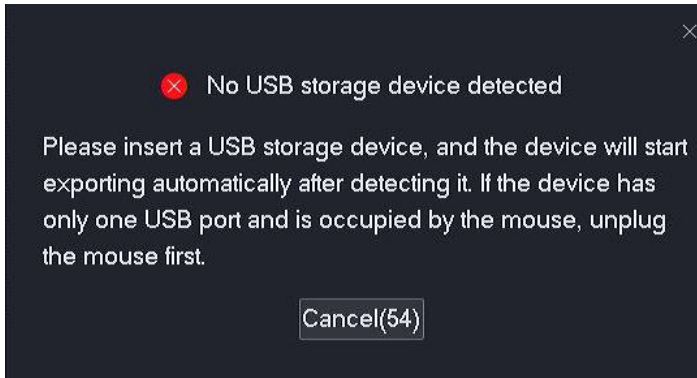 No USB storage device detected
Please insert a USB storage device, and the device will start
exporting automatically after detecting it. If the device has
only one USB port and is occupied by the mouse, unplug
the mouse first.
Cancel(54)